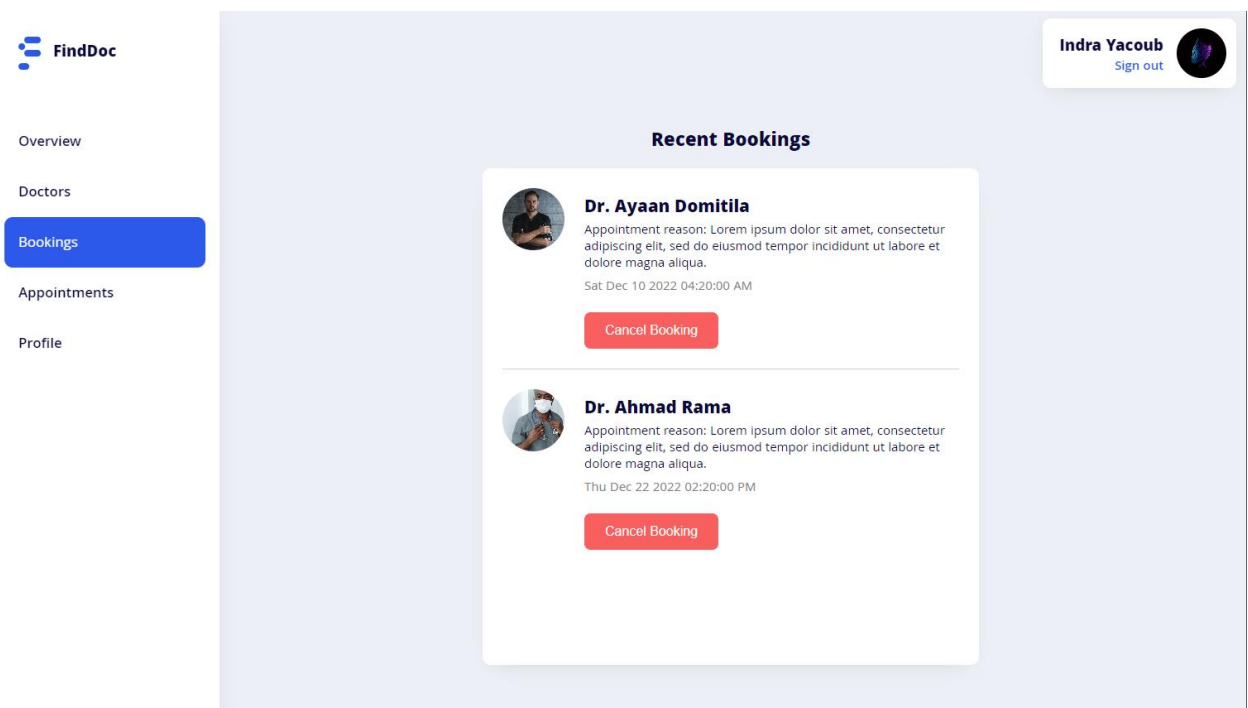 FindDoc
Indra Yacoub
Sign out
Overview
Doctors
Bookings
Appointments
Profile
Recent Bookings
Dr. Ayaan Domitila
Appointment reason: Lorem ipsum dolor sit amet, consectetur
adipiscing elit, sed do eiusmod tempor incididunt ut labore et
dolore magna aliqua.
Sat Dec 10 2022 04:20:00 AM
Cancel Booking
Dr. Ahmad Rama
Appointment reason: Lorem ipsum dolor sit amet, consectetur
adipiscing elit, sed do eiusmod tempor incididunt ut labore et
dolore magna aliqua.
Thu Dec 22 2022 02:20:00 PM
Cancel Booking